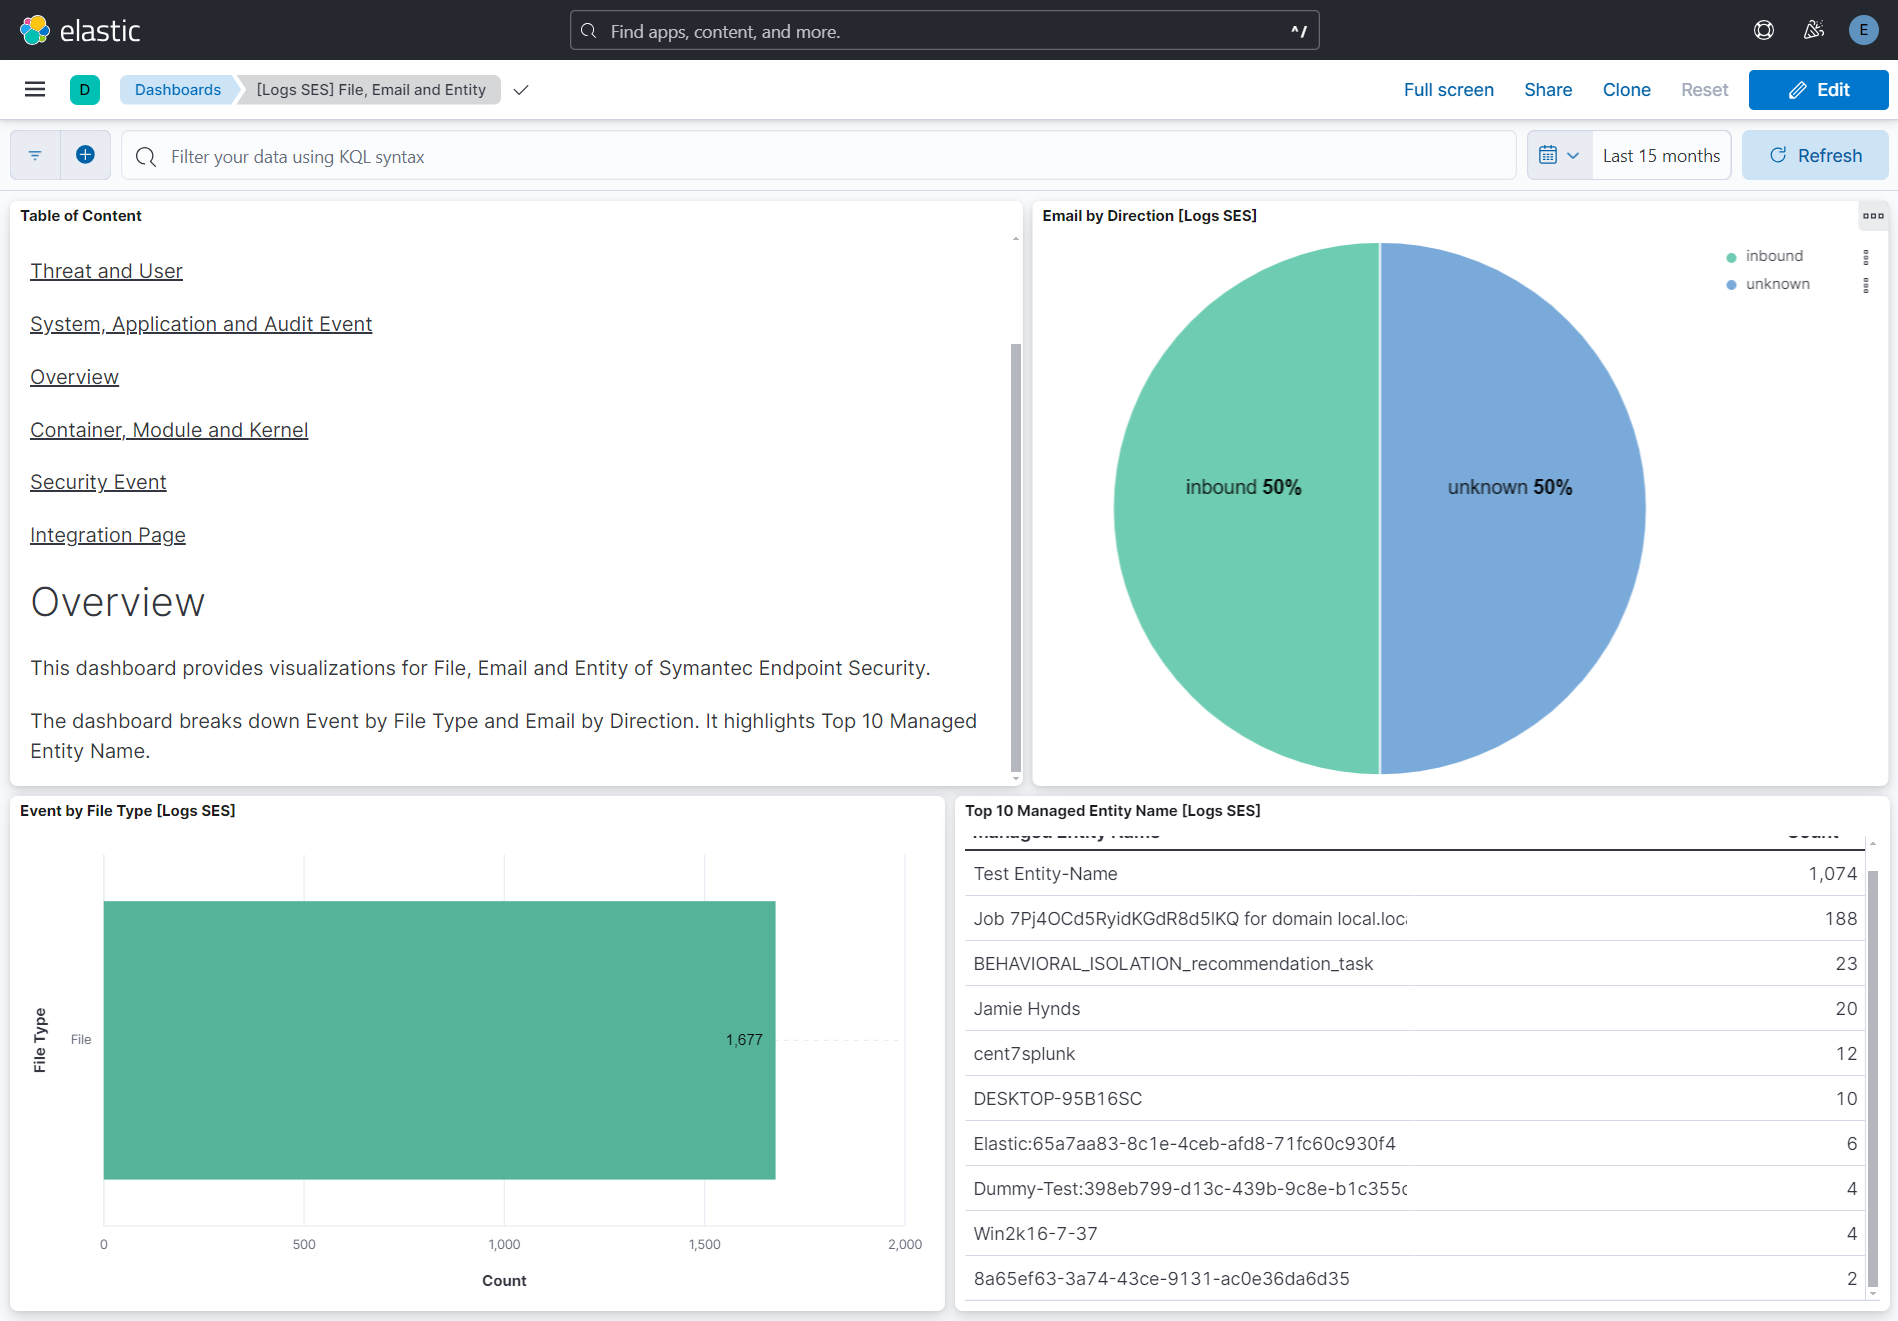 elastic
Find apps, content, and more.
^/
E
D
Dashboards
[Logs SES] File, Email and Entity
Full screen
Share
Clone
Reset
Edit
Filter your data using KQL syntax
Last 15 months
Refresh
Table of Content
Threat and User
System, Application and Audit Event
Overview
Container, Module and Kernel
Security Event
Integration Page
Overview
This dashboard provides visualizations for File, Email and Entity of Symantec Endpoint Security.
The dashboard breaks down Event by File Type and Email by Direction. It highlights Top 10 Managed
Entity Name.
Email by Direction [Logs SES]
inbound
unknown
inbound 50%
unknown 50%
Event by File Type [Logs SES]
File Type
File
1,677
0
500
1,000
1,500
2,000
Count
Top 10 Managed Entity Name [Logs SES]
Managed Entity Name Count
Test Entity-Name 1,074
Job 7Pj4OCd5RyidKGdR8d5IKQ for domain local.loc 188
BEHAVIORAL_ISOLATION_recommendation_task 23
Jamie Hynds 20
cent7splunk 12
DESKTOP-95B16SC 10
Elastic:65a7aa83-8c1e-4ceb-afd8-71fc60c930f4 6
Dummy-Test:398eb799-d13c-439b-9c8e-b1c355c 4
Win2k16-7-37 4
8a65ef63-3a74-43ce-9131-ac0e36da6d35 2